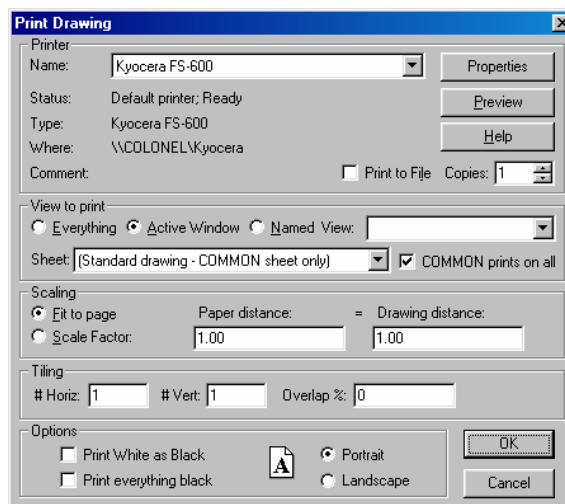 Print Drawing
Printer
Name: Kyocera FS-600 Properties
Status: Default printer; Ready Preview
Type: Kyocera FS-600
Where: \\COLONEL\Kyocera Help
Comment: Print to File Copies: 1
View to print
Everything Active Window Named View:
Sheet: (Standard drawing - COMMON sheet only) COMMON prints on all
Scaling
Fit to page Paper distance: = Drawing distance:
Scale Factor: 1.00 1.00
Tiling
# Horiz: 1 # Vert: 1 Overlap %: 0
Options
Print White as Black A Portrait OK
Print everything black Landscape Cancel